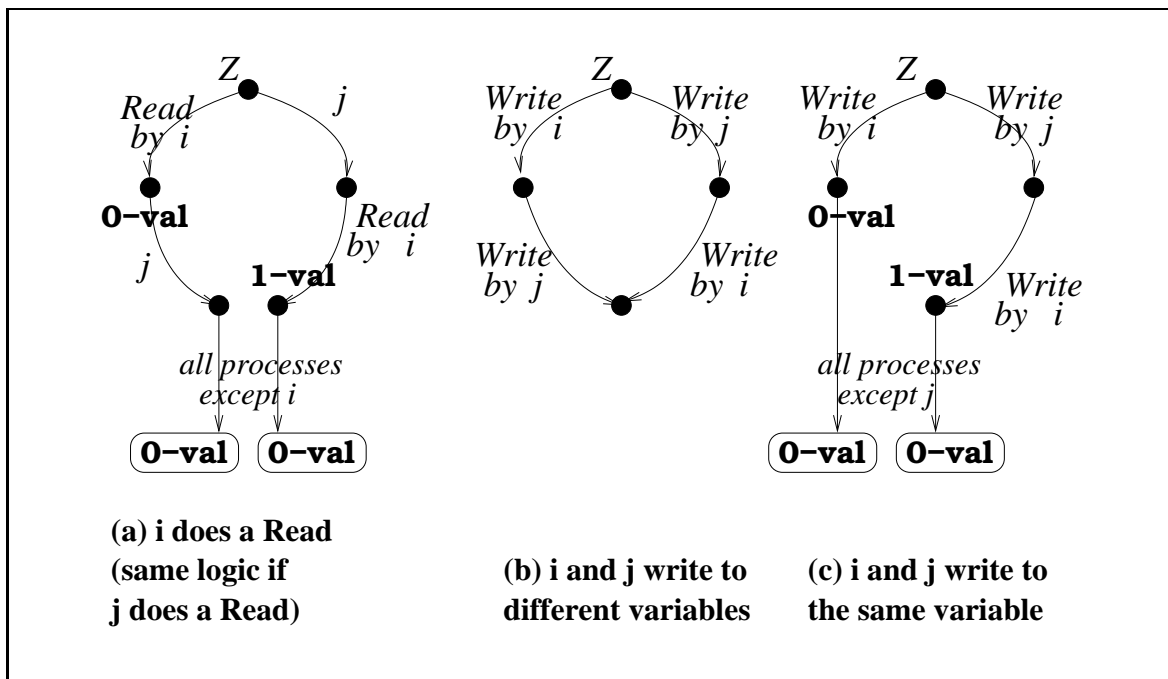 Z
Read
by i
j
0-val
j
Read
by i
1-val
all processes
except i
0-val
0-val
(a) i does a Read
(same logic if
j does a Read)
Z
Write
by i
Write
by j
Write
by j
Write
by i
(b) i and j write to
different variables
Z
Write
by i
Write
by j
0-val
1-val
Write
by i
all processes
except j
0-val
0-val
(c) i and j write to
the same variable